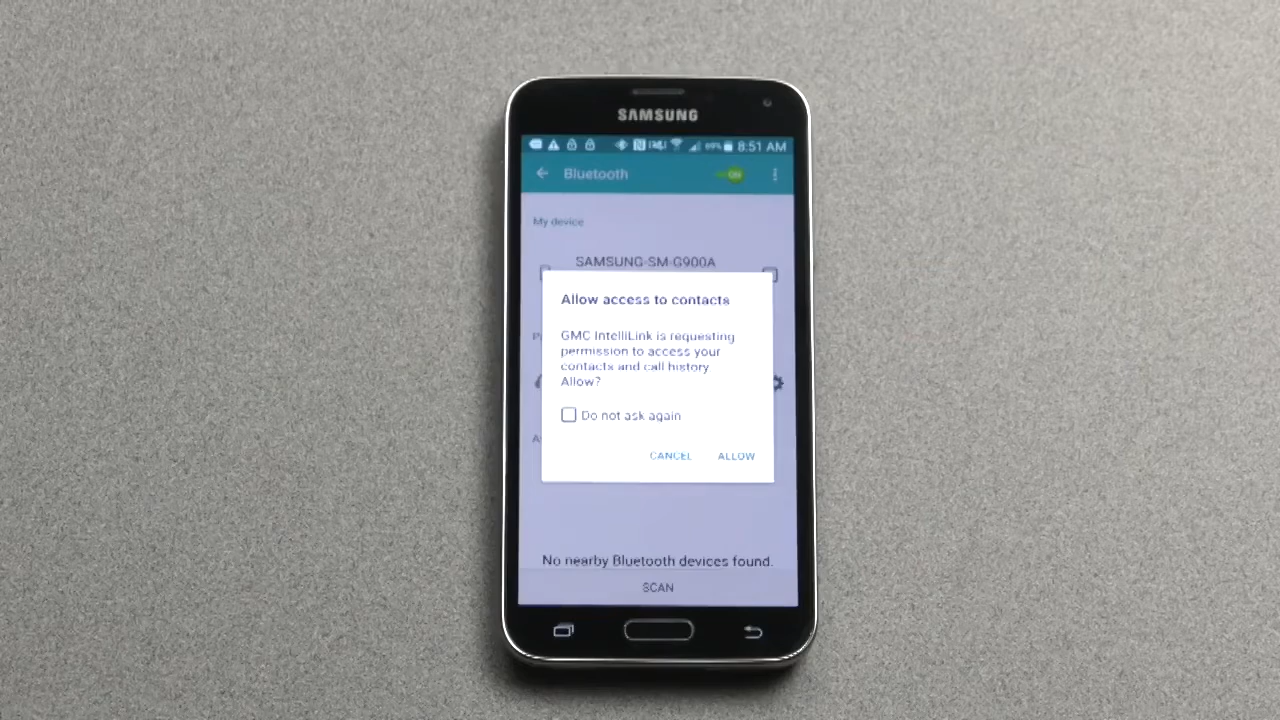 SAMSUNG
8:51 AM
Bluetooth ON
My device
SAMSUNG-SM-G900A
Allow access to contacts
GMC IntelliLink is requesting
permission to access your
contacts and call history
Allow?
Do not ask again
CANCEL ALLOW
No nearby Bluetooth devices found.
SCAN